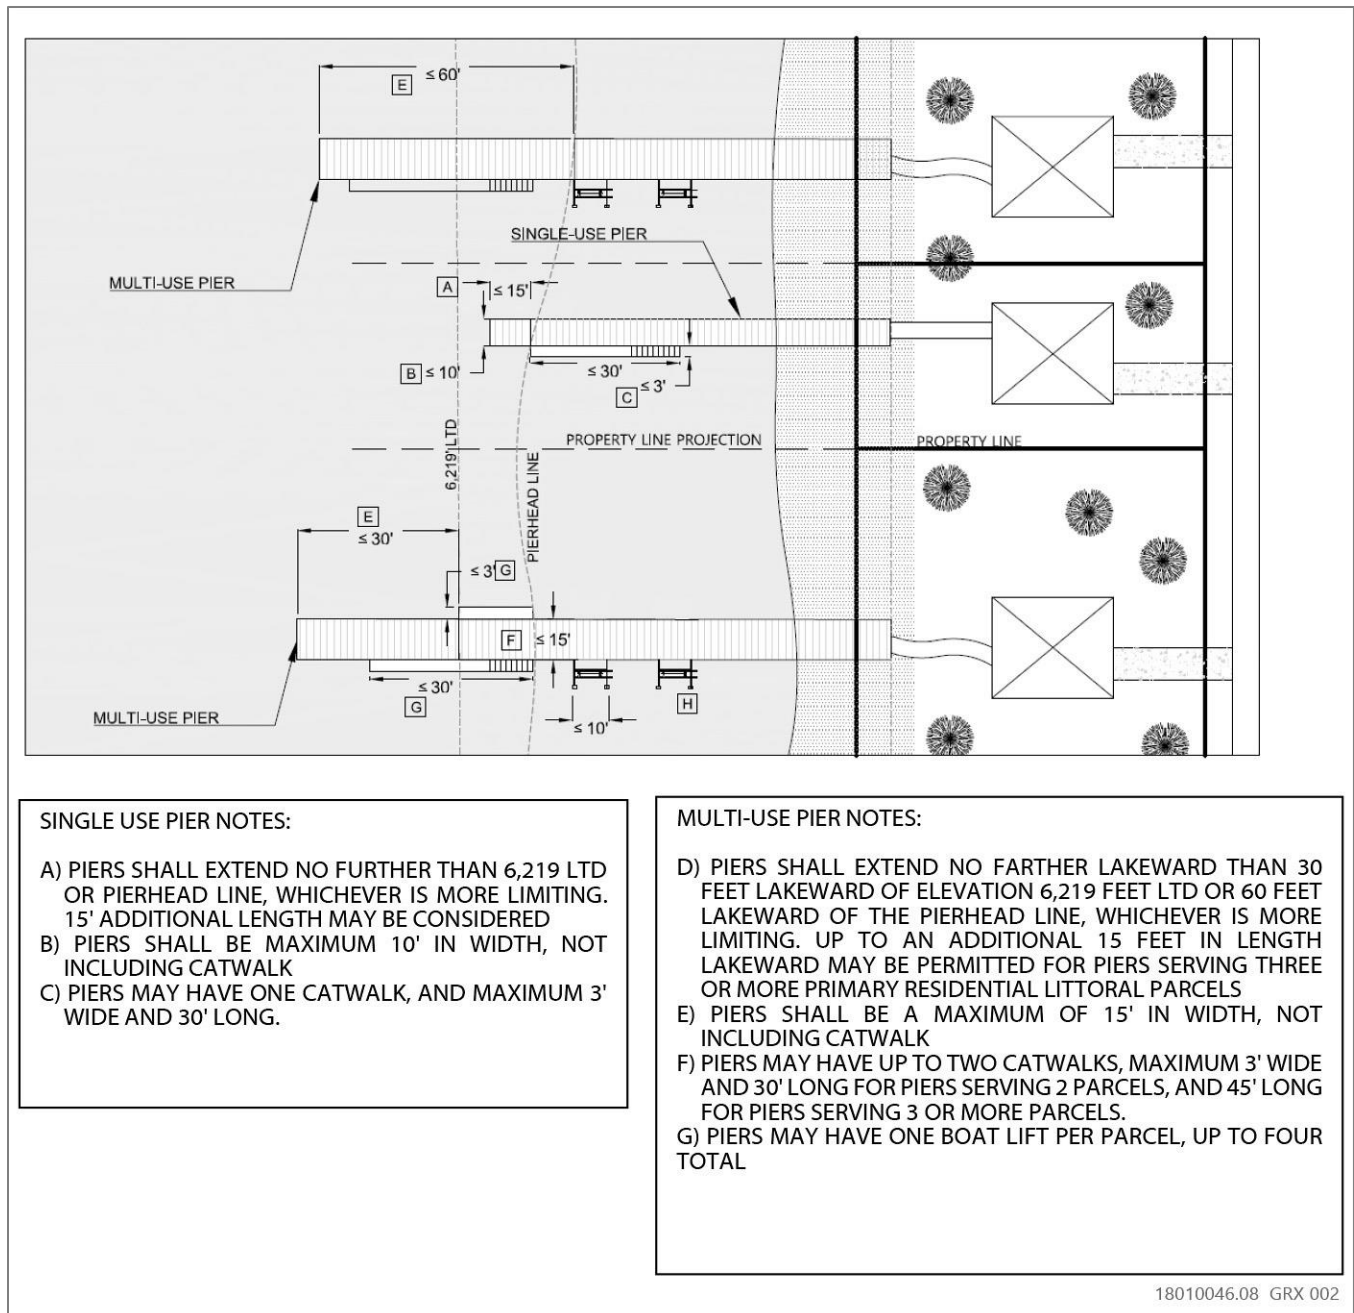 ≤ 60'
E
SINGLE-USE PIER
MULTI-USE PIER
A
≤ 15'
B
≤ 10'
≤ 30'
≤ 3'
C
6,219' LTD
PROPERTY LINE PROJECTION
PROPERTY LINE
PIERHEAD LINE
E
≤ 30'
≤ 3'
G
F
≤ 15'
≤ 30'
G
H
MULTI-USE PIER
≤ 10'
SINGLE USE PIER NOTES:
A) PIERS SHALL EXTEND NO FURTHER THAN 6,219 LTD
OR PIERHEAD LINE, WHICHEVER IS MORE LIMITING.
15' ADDITIONAL LENGTH MAY BE CONSIDERED
B) PIERS SHALL BE MAXIMUM 10' IN WIDTH, NOT
INCLUDING CATWALK
C) PIERS MAY HAVE ONE CATWALK, AND MAXIMUM 3'
WIDE AND 30' LONG.
MULTI-USE PIER NOTES:
D) PIERS SHALL EXTEND NO FARTHER LAKEWARD THAN 30
FEET LAKEWARD OF ELEVATION 6,219 FEET LTD OR 60 FEET
LAKEWARD OF THE PIERHEAD LINE, WHICHEVER IS MORE
LIMITING. UP TO AN ADDITIONAL 15 FEET IN LENGTH
LAKEWARD MAY BE PERMITTED FOR PIERS SERVING THREE
OR MORE PRIMARY RESIDENTIAL LITTORAL PARCELS
E) PIERS SHALL BE A MAXIMUM OF 15' IN WIDTH, NOT
INCLUDING CATWALK
F) PIERS MAY HAVE UP TO TWO CATWALKS, MAXIMUM 3' WIDE
AND 30' LONG FOR PIERS SERVING 2 PARCELS, AND 45' LONG
FOR PIERS SERVING 3 OR MORE PARCELS.
G) PIERS MAY HAVE ONE BOAT LIFT PER PARCEL, UP TO FOUR
TOTAL
18010046.08 GRX 002